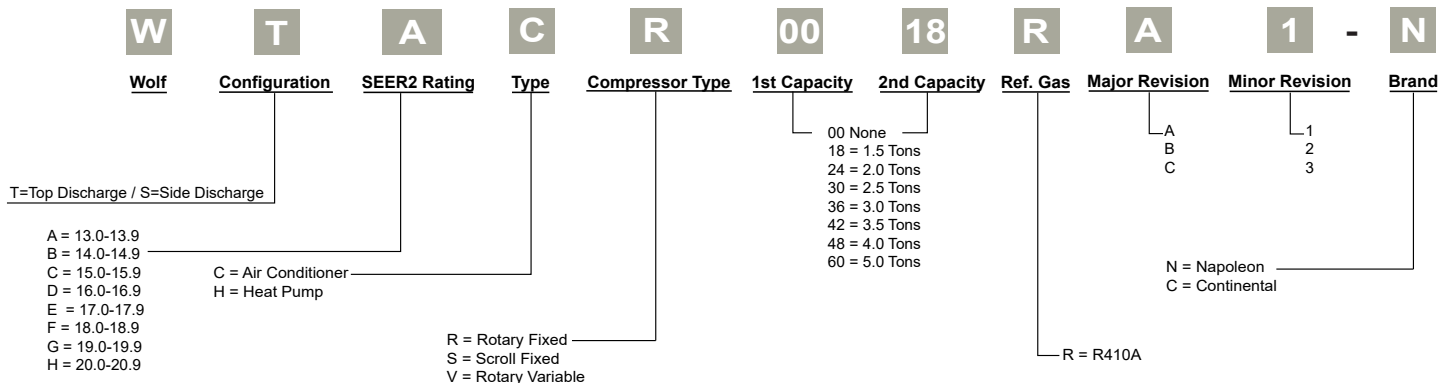 W T A C R 00 18 R A 1 - N
Wolf Configuration SEER2 Rating Type Compressor Type 1st Capacity 2nd Capacity Ref. Gas Major Revision Minor Revision Brand
T=Top Discharge / S=Side Discharge
A = 13.0-13.9
B = 14.0-14.9
C = 15.0-15.9
D = 16.0-16.9
E = 17.0-17.9
F = 18.0-18.9
G = 19.0-19.9
H = 20.0-20.9
C = Air Conditioner
H = Heat Pump
R = Rotary Fixed
S = Scroll Fixed
V = Rotary Variable
00 None
18 = 1.5 Tons
24 = 2.0 Tons
30 = 2.5 Tons
36 = 3.0 Tons
42 = 3.5 Tons
48 = 4.0 Tons
60 = 5.0 Tons
R = R410A
A
B
C
1
2
3
N = Napoleon
C = Continental